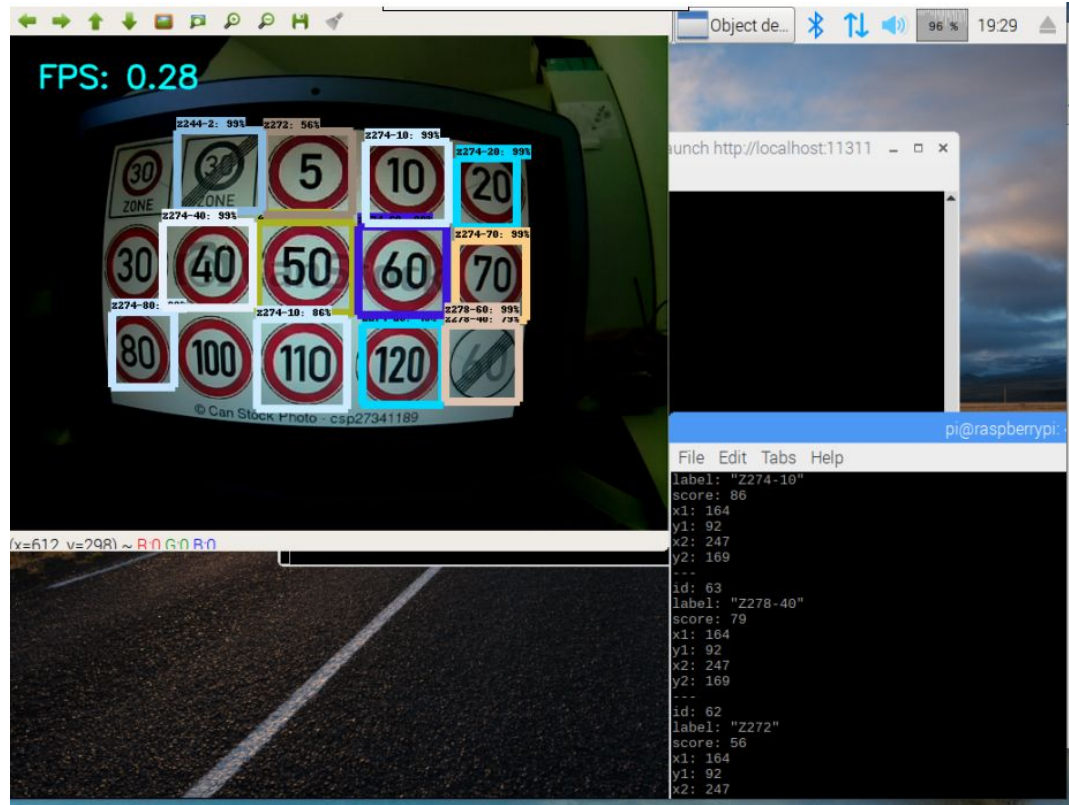 Object de...
96 %
19:29
FPS: 0.28
z244-2: 99%
z272: 56%
z274-10: 99%
z274-20: 99%
30
ZONE
30
ZONE
5
10
20
z274-40: 99%
z274-70: 99%
30
40
50
60
70
z274-80:
z274-10: 86%
z278-60: 99%
z278-40: 79%
80
100
110
120
60
© Can Stock Photo - csp27341189
(x=612, y=298) ~ R:0 G:0 B:0
aunch http://localhost:11311
pi@raspberrypi:
File Edit Tabs Help
label: "Z274-10"
score: 86
x1: 164
y1: 92
x2: 247
y2: 169
---
id: 63
label: "Z278-40"
score: 79
x1: 164
y1: 92
x2: 247
y2: 169
---
id: 62
label: "Z272"
score: 56
x1: 164
y1: 92
x2: 247